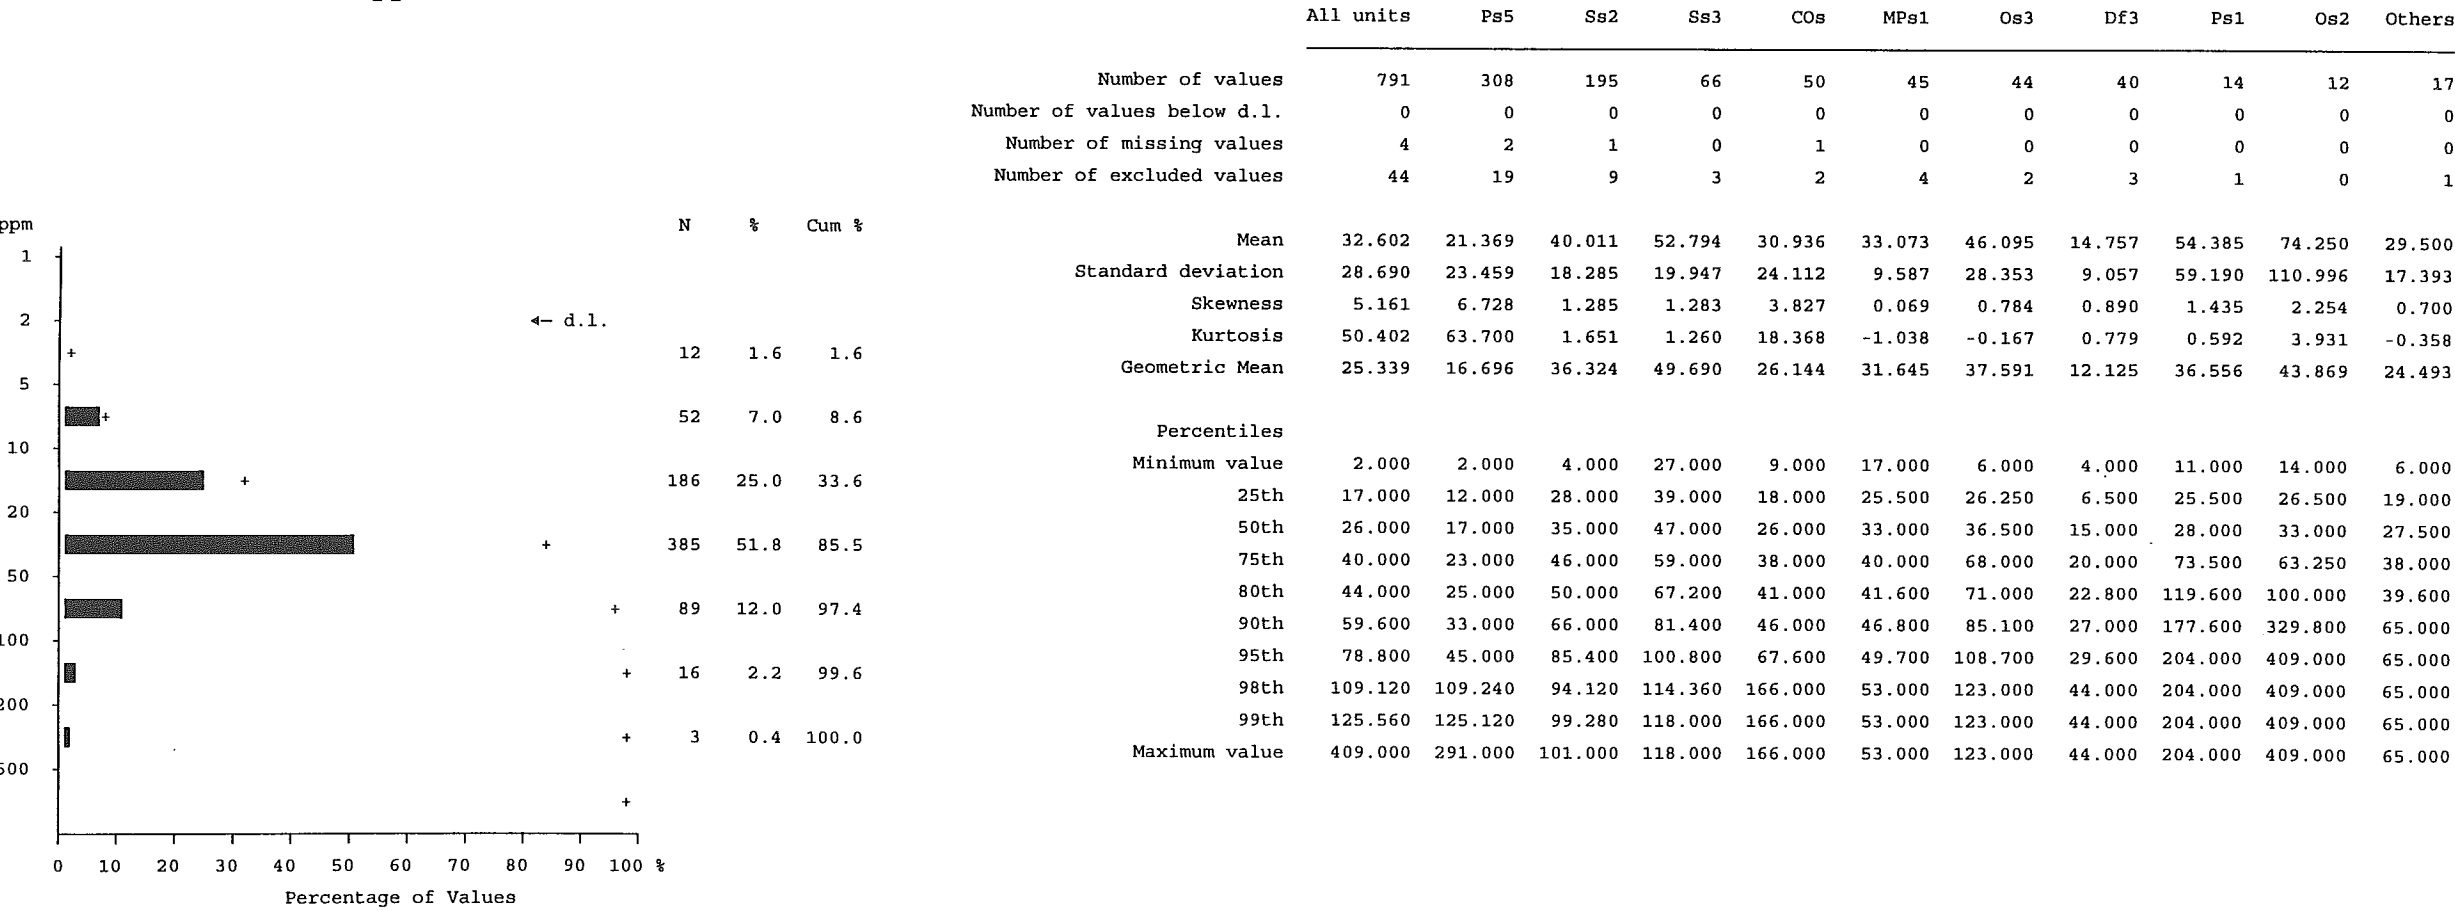 All units Ps5 Ss2 Ss3 COs MPs1 Os3 Df3 Ps1 Os2 Others
Number of values 791 308 195 66 50 45 44 40 14 12 17
Number of values below d.l. 0 0 0 0 0 0 0 0 0 0 0
Number of missing values 4 2 1 0 1 0 0 0 0 0 0
Number of excluded values 44 19 9 3 2 4 2 3 1 0 1
ppm N % Cum %
Mean 32.602 21.369 40.011 52.794 30.936 33.073 46.095 14.757 54.385 74.250 29.500
1
Standard deviation 28.690 23.459 18.285 19.947 24.112 9.587 28.353 9.057 59.190 110.996 17.393
Skewness 5.161 6.728 1.285 1.283 3.827 0.069 0.784 0.890 1.435 2.254 0.700
2 ◄— d.l.
Kurtosis 50.402 63.700 1.651 1.260 18.368 -1.038 -0.167 0.779 0.592 3.931 -0.358
+ 12 1.6 1.6
Geometric Mean 25.339 16.696 36.324 49.690 26.144 31.645 37.591 12.125 36.556 43.869 24.493
5
+ 52 7.0 8.6
Percentiles
10
Minimum value 2.000 2.000 4.000 27.000 9.000 17.000 6.000 4.000 11.000 14.000 6.000
+ 186 25.0 33.6
25th 17.000 12.000 28.000 39.000 18.000 25.500 26.250 6.500 25.500 26.500 19.000
20
50th 26.000 17.000 35.000 47.000 26.000 33.000 36.500 15.000 28.000 33.000 27.500
+ 385 51.8 85.5
75th 40.000 23.000 46.000 59.000 38.000 40.000 68.000 20.000 73.500 63.250 38.000
50
80th 44.000 25.000 50.000 67.200 41.000 41.600 71.000 22.800 119.600 100.000 39.600
+ 89 12.0 97.4
90th 59.600 33.000 66.000 81.400 46.000 46.800 85.100 27.000 177.600 329.800 65.000
100
95th 78.800 45.000 85.400 100.800 67.600 49.700 108.700 29.600 204.000 409.000 65.000
+ 16 2.2 99.6
98th 109.120 109.240 94.120 114.360 166.000 53.000 123.000 44.000 204.000 409.000 65.000
200
99th 125.560 125.120 99.280 118.000 166.000 53.000 123.000 44.000 204.000 409.000 65.000
+ 3 0.4 100.0
Maximum value 409.000 291.000 101.000 118.000 166.000 53.000 123.000 44.000 204.000 409.000 65.000
500
+
0 10 20 30 40 50 60 70 80 90 100 %
Percentage of Values